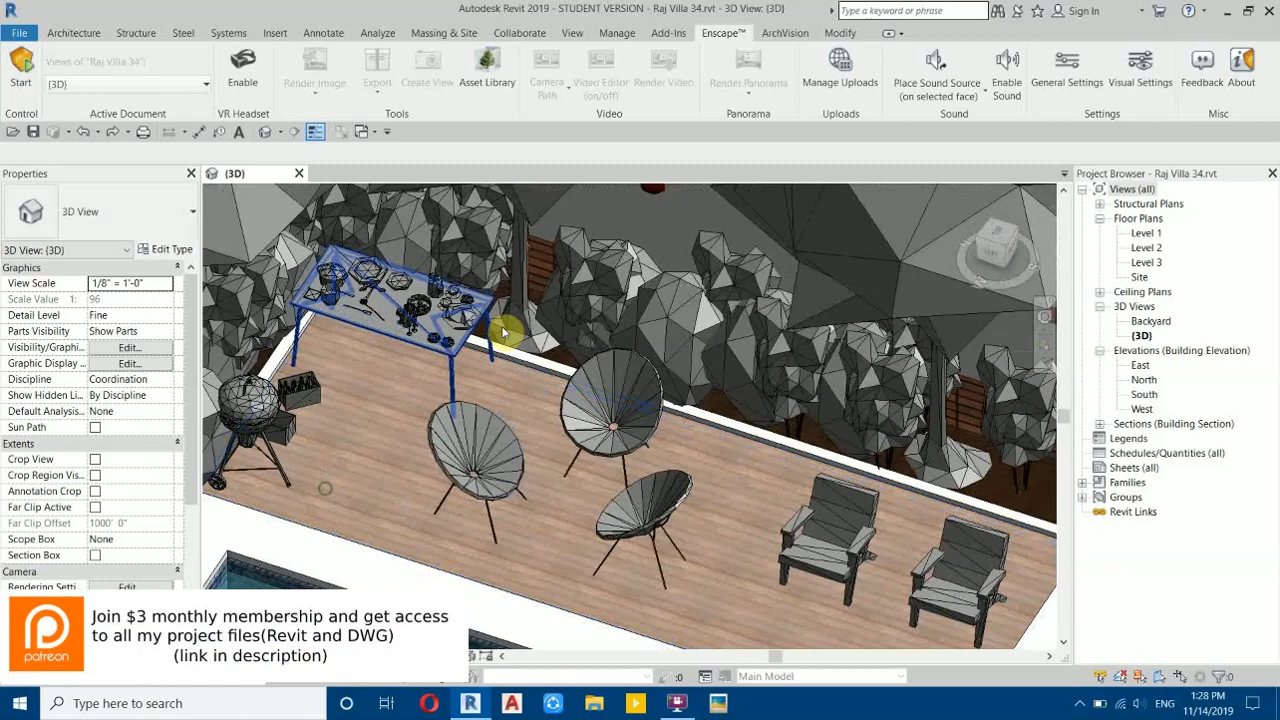 Autodesk Revit 2019 - STUDENT VERSION - Raj Villa 34.rvt - 3D View: {3D}
Type a keyword or phrase
Sign In
File Architecture Structure Steel Systems Insert Annotate Analyze Massing & Site Collaborate View Manage Add-Ins Enscape™ ArchVision Modify
Views of "Raj Villa 34":
{3D}
Start
Enable
Render Image
Export
Create View
Asset Library
Camera Path
Video Editor (on/off)
Render Video
Render Panorama
Manage Uploads
Place Sound Source (on selected face)
Enable Sound
General Settings
Visual Settings
Feedback
About
Control Active Document VR Headset Tools Video Panorama Uploads Sound Settings Misc
Properties
{3D}
Project Browser - Raj Villa 34.rvt
3D View
3D View: {3D}
Edit Type
Graphics
View Scale 1/8" = 1'-0"
Scale Value 1: 96
Detail Level Fine
Parts Visibility Show Parts
Visibility/Graphi... Edit...
Graphic Display ... Edit...
Discipline Coordination
Show Hidden Li... By Discipline
Default Analysis... None
Sun Path
Extents
Crop View
Crop Region Vis...
Annotation Crop
Far Clip Active
Far Clip Offset 1000' 0"
Scope Box None
Section Box
Camera
Rendering Setti... Edit...
Views (all)
Structural Plans
Floor Plans
Level 1
Level 2
Level 3
Site
Ceiling Plans
3D Views
Backyard
{3D}
Elevations (Building Elevation)
East
North
South
West
Sections (Building Section)
Legends
Schedules/Quantities (all)
Sheets (all)
Families
Groups
Revit Links
patreon
Join $3 monthly membership and get access
to all my project files(Revit and DWG)
(link in description)
:0
Main Model
:0
Type here to search
ENG
1:28 PM
11/14/2019